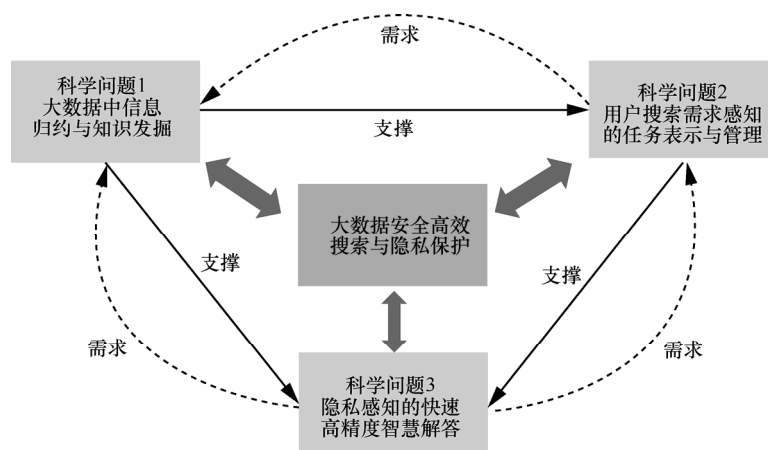 需求
科学问题1
大数据中信息
归约与知识发掘
科学问题2
用户搜索需求感知
的任务表示与管理
支撑
大数据安全高效
搜索与隐私保护
支撑
支撑
需求
需求
科学问题3
隐私感知的快速
高精度智慧解答